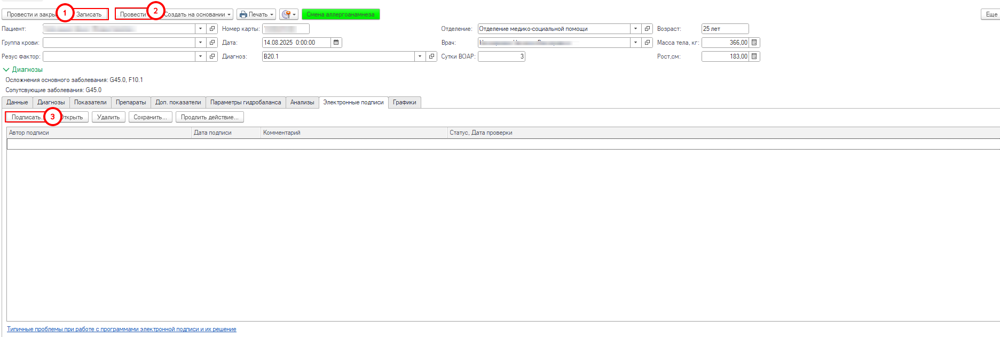 Провести и закры 1 Записать Провести 2 Создать на основании Печать Смена аллергоанамнеза Еще
Пациент: Номер карты: Отделение: Отделение медико-социальной помощи Возраст: 25 лет
Группа крови: Дата: 14.08.2025 0:00:00 Врач: Масса тела, кг: 366,00
Резус фактор: Диагноз: B20.1 Сутки ВОАР: 3 Рост,см: 183,00
Диагнозы
Осложнения основного заболевания: G45.0, F10.1
Сопутсвующие заболевания: G45.0
Данные Диагнозы Показатели Препараты Доп. показатели Параметры гидробаланса Анализы Электронные подписи Графики
Подписать... 3 Открыть Удалить Сохранить... Продлить действие...
Автор подписи Дата подписи Комментарий Статус, Дата проверки
Типичные проблемы при работе с программами электронной подписи и их решение